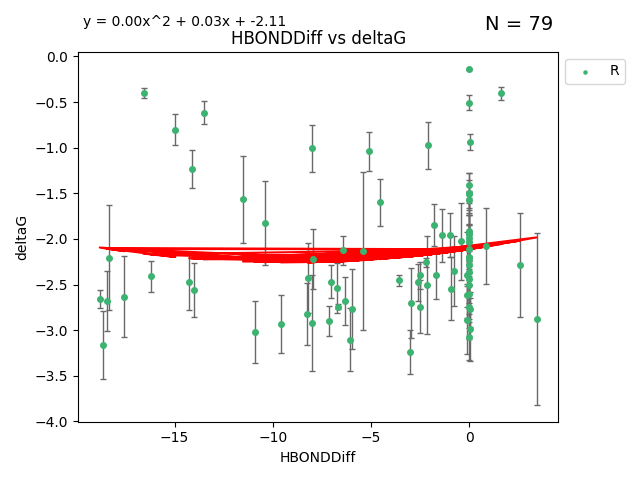 y = 0.00x^2 + 0.03x + -2.11
N = 79
HBONDDiff vs deltaG
R
0.0
−0.5
−1.0
−1.5
−2.0
−2.5
−3.0
−3.5
−4.0
deltaG
−15
−10
−5
0
HBONDDiff